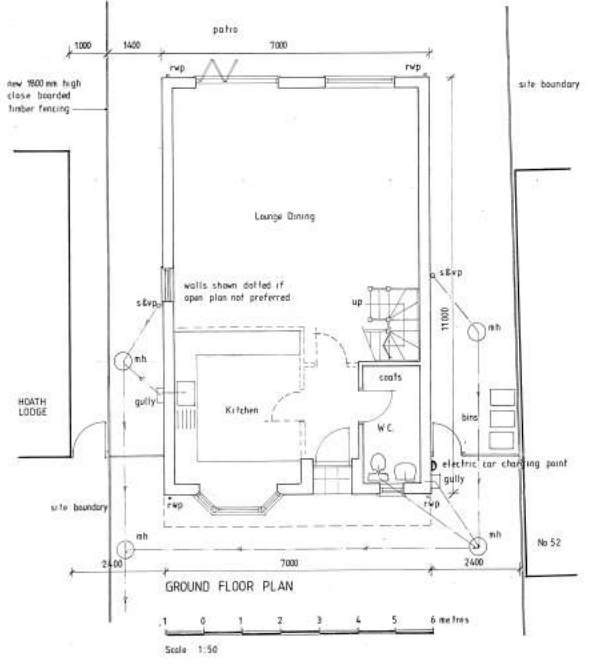 patio
1000
1400
7000
rwp
rwp
new 1800 mm high
close boarded
timber fencing
site boundary
Lounge Dining
walls shown dotted if
open plan not preferred
s&vp
s&vp
up
11000
mh
mh
coats
gully
HOATH
LODGE
Kitchen
W.C.
bins
electric car charging point
gully
site boundary
rwp
rwp
mh
mh
No 52
2400
7000
2400
GROUND FLOOR PLAN
1 0 1 2 3 4 5 6 metres
Scale 1:50